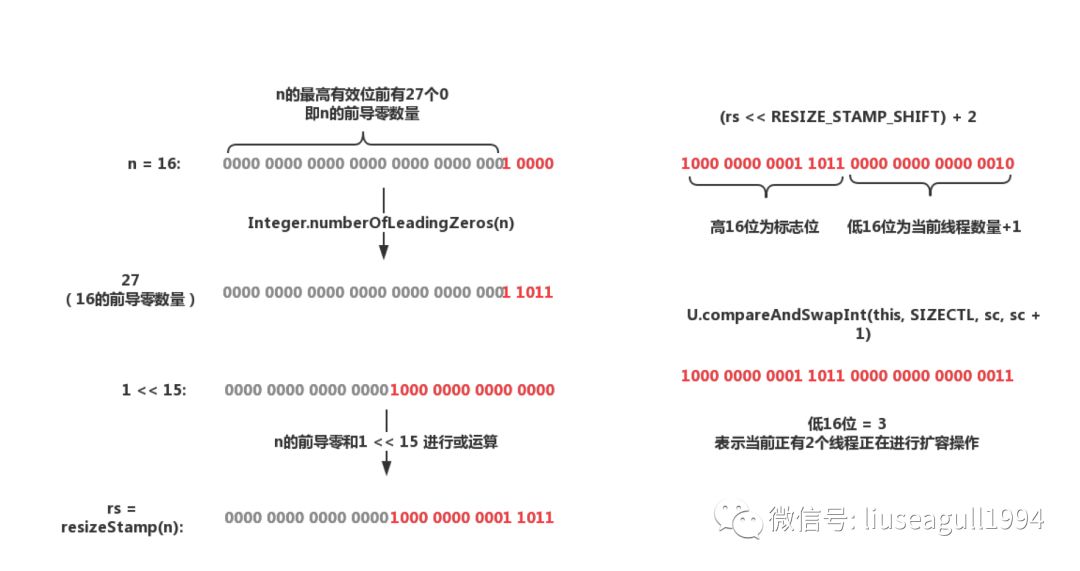 n的最高有效位前有27个0
即n的前导零数量
n = 16:
0000 0000 0000 0000 0000 0000 0001 0000
Integer.numberOfLeadingZeros(n)
27
（16的前导零数量）
0000 0000 0000 0000 0000 0000 0001 1011
1 << 15:
0000 0000 0000 0000 1000 0000 0000 0000
n的前导零和1 << 15 进行或运算
rs =
resizeStamp(n):
0000 0000 0000 0000 1000 0000 0001 1011
(rs << RESIZE_STAMP_SHIFT) + 2
1000 0000 0001 1011 0000 0000 0000 0010
高16位为标志位
低16位为当前线程数量+1
U.compareAndSwapInt(this, SIZECTL, sc, sc +
1)
1000 0000 0001 1011 0000 0000 0000 0011
低16位 = 3
表示当前正有2个线程正在进行扩容操作
微信号: liuseagull1994